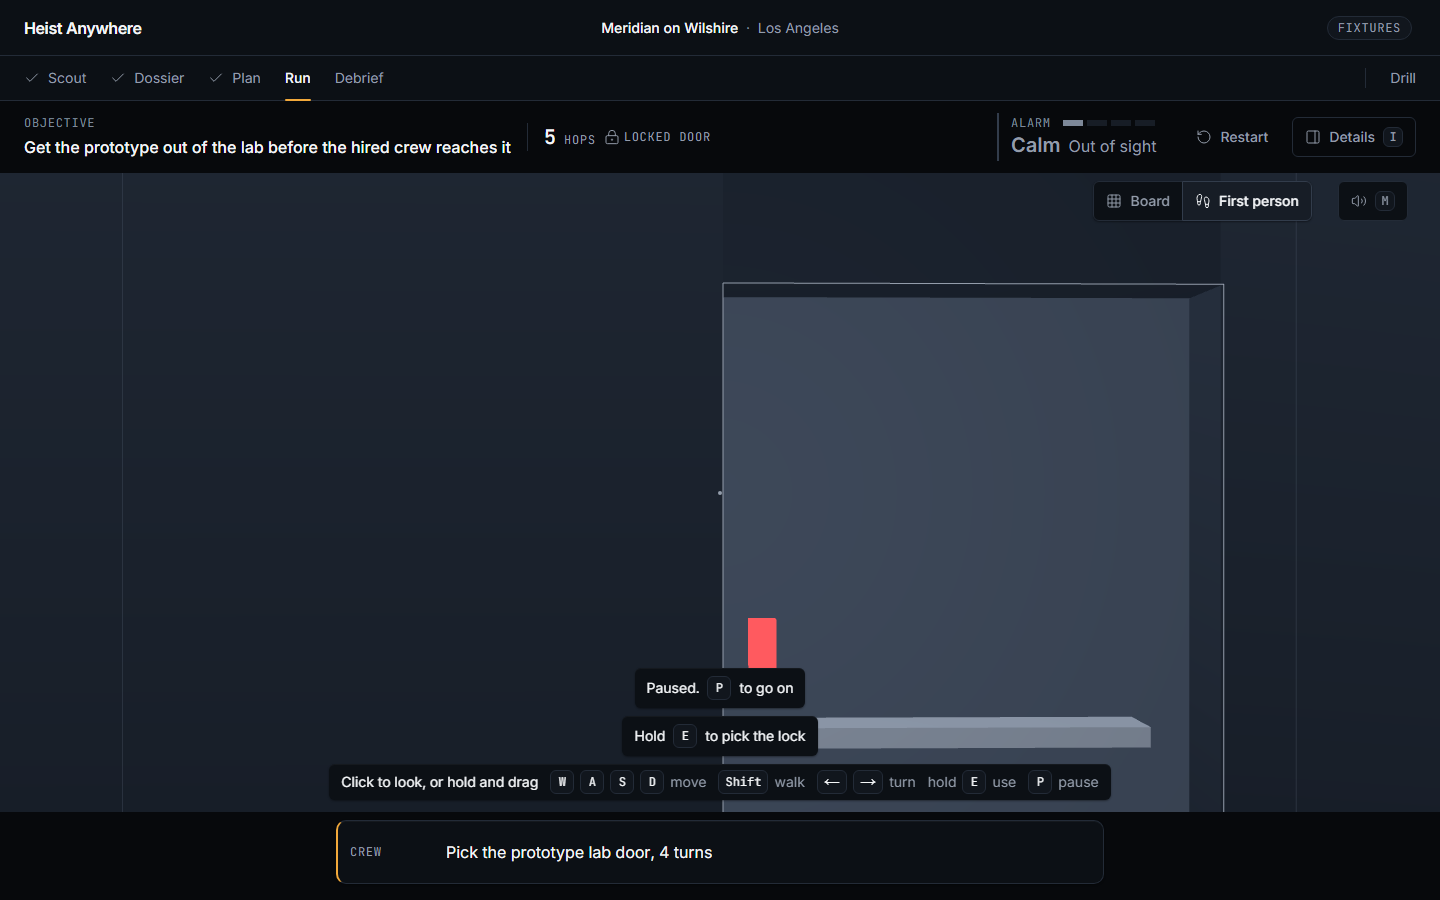 Heist Anywhere
Meridian on Wilshire · Los Angeles
FIXTURES
Scout
Dossier
Plan
Run
Debrief
Drill
OBJECTIVE
Get the prototype out of the lab before the hired crew reaches it
5 HOPS
LOCKED DOOR
ALARM
Calm Out of sight
Restart
Details I
Board
First person
M
Paused. P to go on
Hold E to pick the lock
Click to look, or hold and drag W A S D move Shift walk ← → turn hold E use P pause
CREW
Pick the prototype lab door, 4 turns